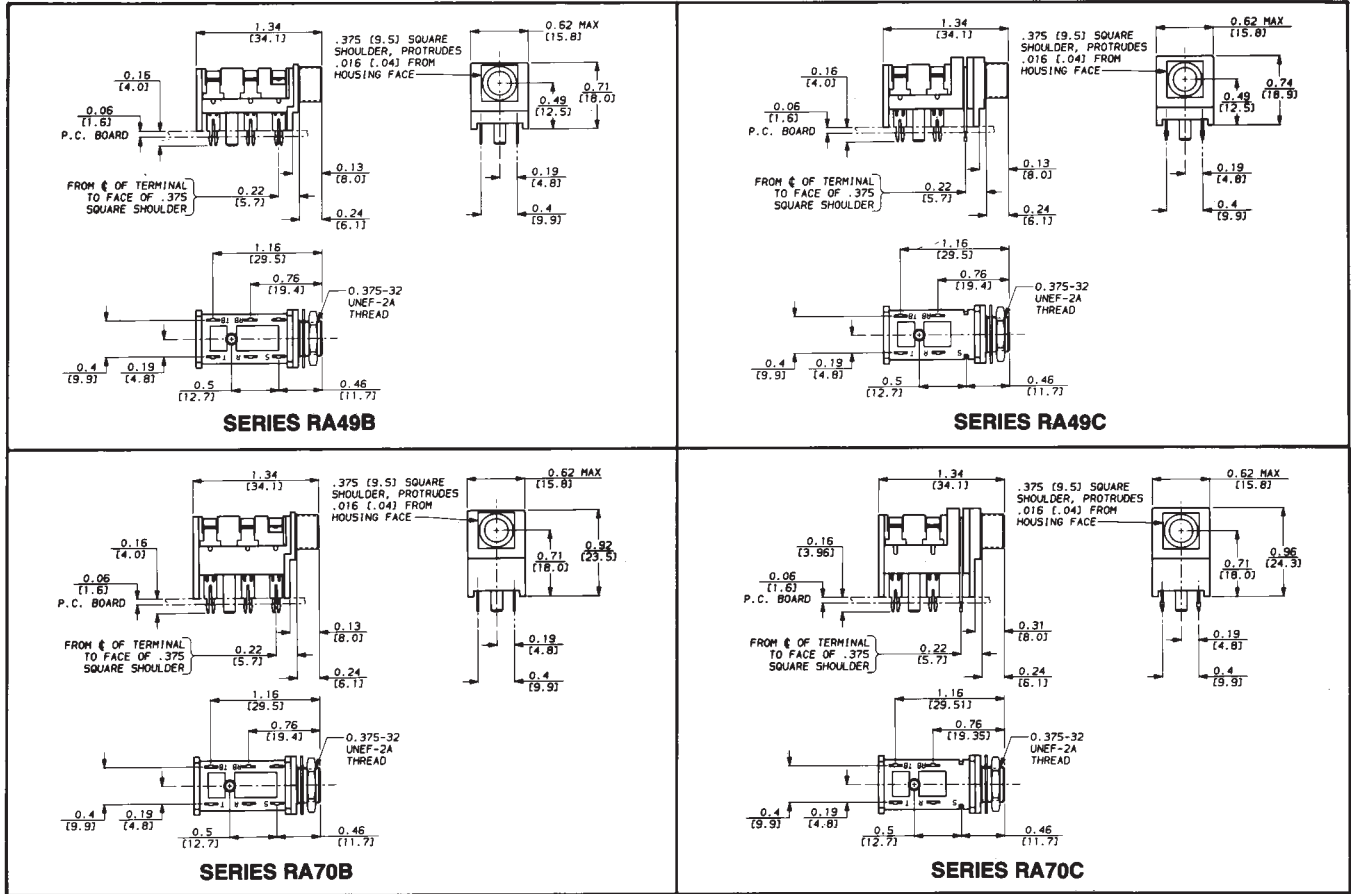 1.34
[34.1]
.375 [9.5] SQUARE
SHOULDER, PROTRUDES
.016 [.04] FROM
HOUSING FACE
0.62 MAX
[15.8]
0.16
[4.0]
0.06
[1.6]
P.C. BOARD
0.49
[12.5]
0.71
[18.0]
FROM ℄ OF TERMINAL
TO FACE OF .375
SQUARE SHOULDER
0.22
[5.7]
0.13
[8.0]
0.24
[6.1]
0.19
[4.8]
0.4
[9.9]
1.16
[29.5]
0.76
[19.4]
0.375-32
UNEF-2A
THREAD
TB RB
T R S
0.4
[9.9]
0.19
[4.8]
0.5
[12.7]
0.46
[11.7]
SERIES RA49B
1.34
[34.1]
.375 [9.5] SQUARE
SHOULDER, PROTRUDES
.016 [.04] FROM
HOUSING FACE
0.62 MAX
[15.8]
0.16
[4.0]
0.06
[1.6]
P.C. BOARD
0.49
[12.5]
0.74
[18.9]
FROM ℄ OF TERMINAL
TO FACE OF .375
SQUARE SHOULDER
0.22
[5.7]
0.13
[8.0]
0.24
[6.1]
0.19
[4.8]
0.4
[9.9]
1.16
[29.5]
0.76
[19.4]
0.375-32
UNEF-2A
THREAD
TB RB
T R S
0.4
[9.9]
0.19
[4.8]
0.5
[12.7]
0.46
[11.7]
SERIES RA49C
1.34
[34.1]
.375 [9.5] SQUARE
SHOULDER, PROTRUDES
.016 [.04] FROM
HOUSING FACE
0.62 MAX
[15.8]
0.16
[4.0]
0.06
[1.6]
P.C. BOARD
0.71
[18.0]
0.92
[23.5]
FROM ℄ OF TERMINAL
TO FACE OF .375
SQUARE SHOULDER
0.22
[5.7]
0.13
[8.0]
0.24
[6.1]
0.19
[4.8]
0.4
[9.9]
1.16
[29.5]
0.76
[19.4]
0.375-32
UNEF-2A
THREAD
TB RB
T R S
0.4
[9.9]
0.19
[4.8]
0.5
[12.7]
0.46
[11.7]
SERIES RA70B
1.34
[34.1]
.375 [9.5] SQUARE
SHOULDER, PROTRUDES
.016 [.04] FROM
HOUSING FACE
0.62 MAX
[15.8]
0.16
[3.96]
0.06
[1.6]
P.C. BOARD
0.71
[18.0]
0.96
[24.3]
FROM ℄ OF TERMINAL
TO FACE OF .375
SQUARE SHOULDER
0.22
[5.7]
0.31
[8.0]
0.24
[6.1]
0.19
[4.8]
0.4
[9.9]
1.16
[29.51]
0.76
[19.35]
0.375-32
UNEF-2A
THREAD
TB RB
T R S
0.4
[9.9]
0.19
[4.8]
0.5
[12.7]
0.46
[11.7]
SERIES RA70C